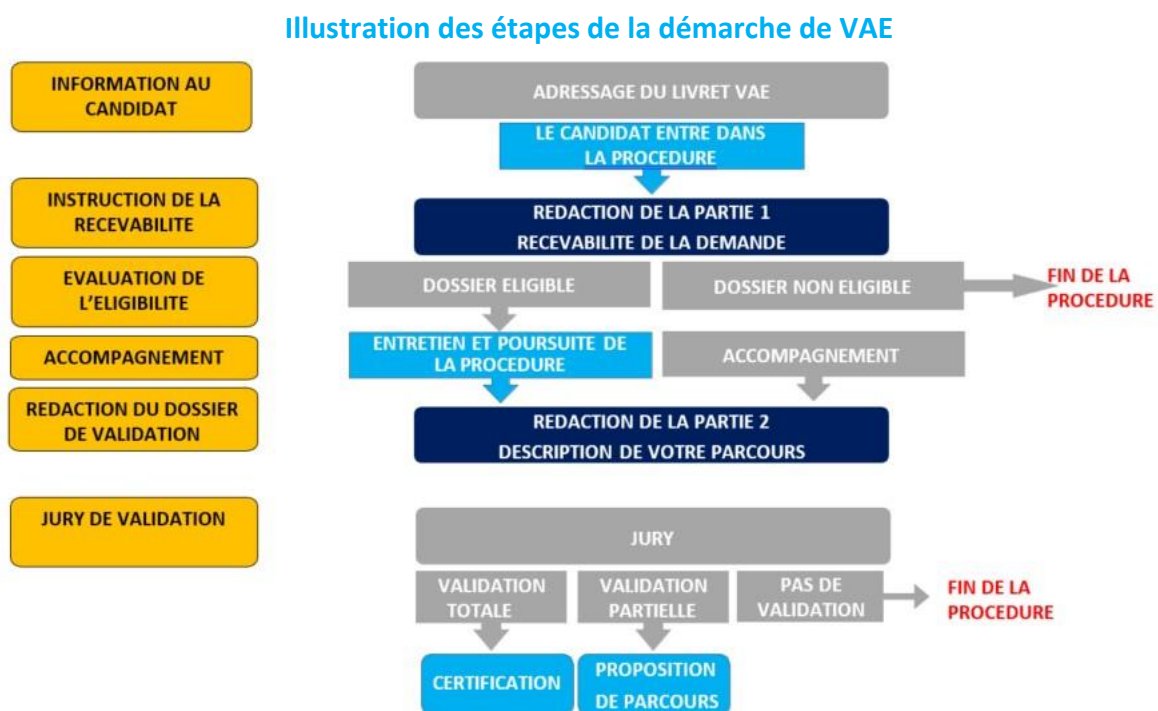 Illustration des étapes de la démarche de VAE
INFORMATION AU
CANDIDAT
ADRESSAGE DU LIVRET VAE
LE CANDIDAT ENTRE DANS
LA PROCEDURE
INSTRUCTION DE LA
RECEVABILITE
REDACTION DE LA PARTIE 1
RECEVABILITE DE LA DEMANDE
EVALUATION DE
L'ELIGIBILITE
DOSSIER ELIGIBLE
DOSSIER NON ELIGIBLE
FIN DE LA
PROCEDURE
ACCOMPAGNEMENT
ENTRETIEN ET POURSUITE DE
LA PROCEDURE
ACCOMPAGNEMENT
REDACTION DU DOSSIER
DE VALIDATION
REDACTION DE LA PARTIE 2
DESCRIPTION DE VOTRE PARCOURS
JURY DE VALIDATION
JURY
VALIDATION
TOTALE
VALIDATION
PARTIELLE
PAS DE
VALIDATION
FIN DE LA
PROCEDURE
CERTIFICATION
PROPOSITION
DE PARCOURS